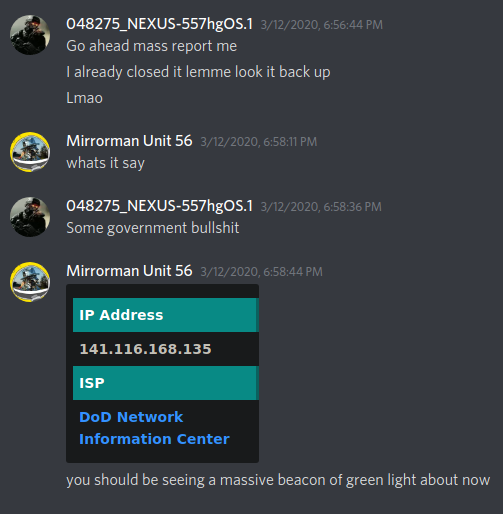 048275_NEXUS-557hgOS.1 3/12/2020, 6:56:44 PM
Go ahead mass report me
I already closed it lemme look it back up
Lmao
Mirrorman Unit 56 3/12/2020, 6:58:11 PM
whats it say
048275_NEXUS-557hgOS.1 3/12/2020, 6:58:36 PM
Some government bullshit
Mirrorman Unit 56 3/12/2020, 6:58:44 PM
IP Address
141.116.168.135
ISP
DoD Network
Information Center
you should be seeing a massive beacon of green light about now